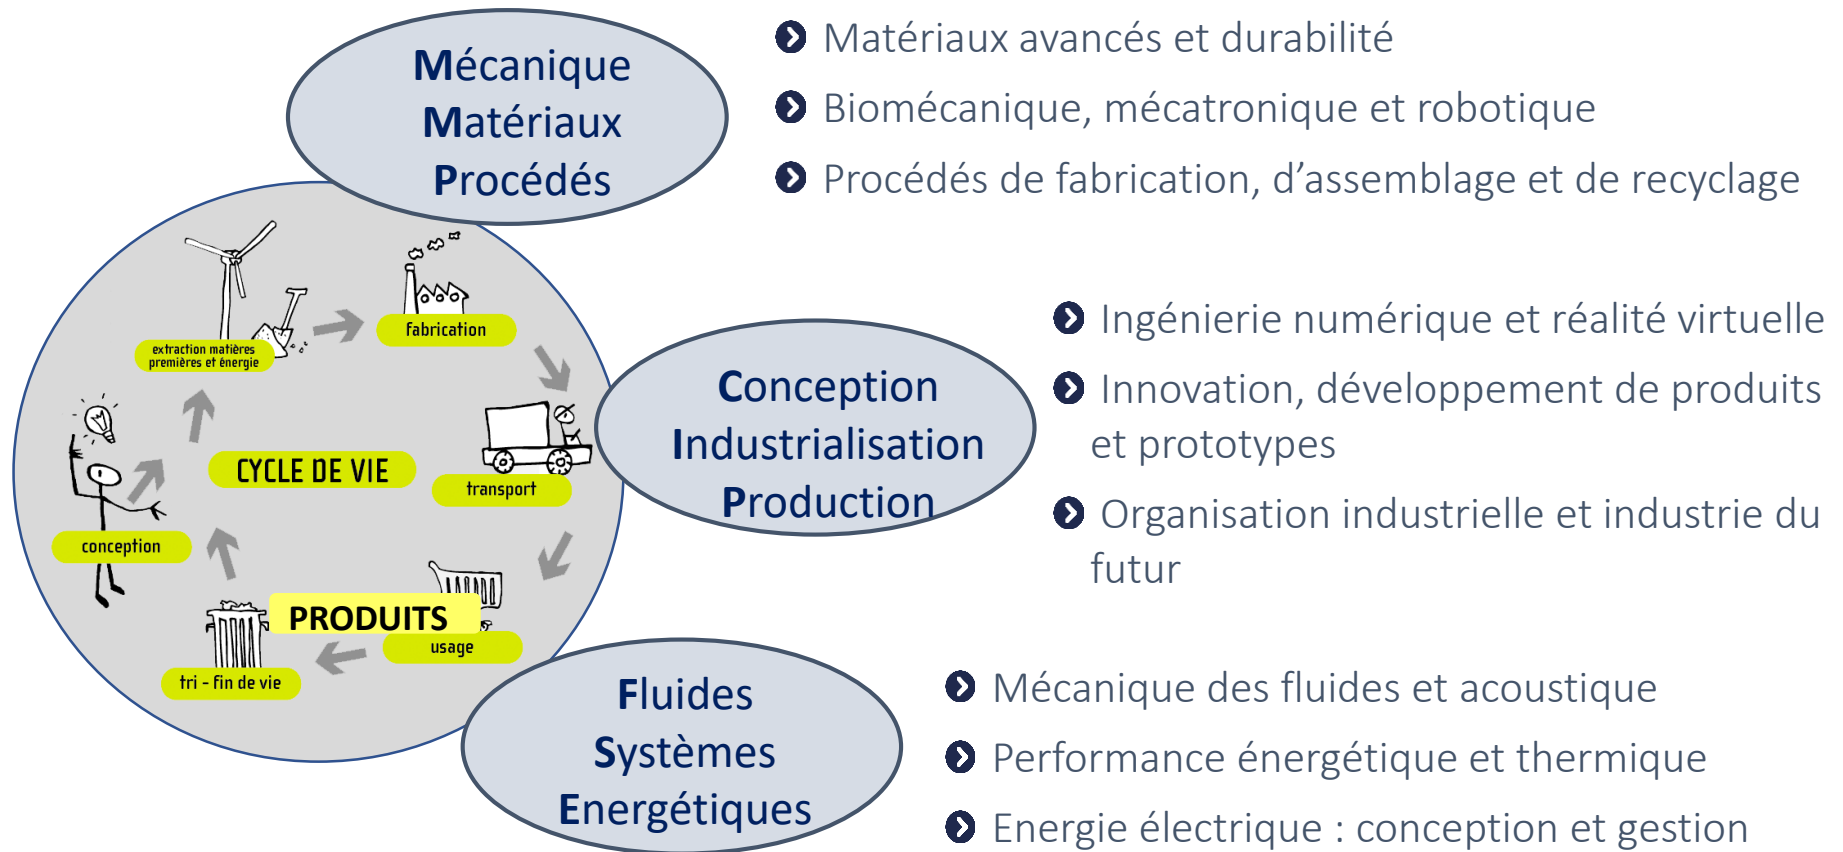 Mécanique
Matériaux
Procédés
Matériaux avancés et durabilité
Biomécanique, mécatronique et robotique
Procédés de fabrication, d’assemblage et de recyclage
extraction matières
premières et énergie
fabrication
CYCLE DE VIE
transport
conception
PRODUITS
usage
tri - fin de vie
Conception
Industrialisation
Production
Ingénierie numérique et réalité virtuelle
Innovation, développement de produits
et prototypes
Organisation industrielle et industrie du
futur
Fluides
Systèmes
Energétiques
Mécanique des fluides et acoustique
Performance énergétique et thermique
Energie électrique : conception et gestion